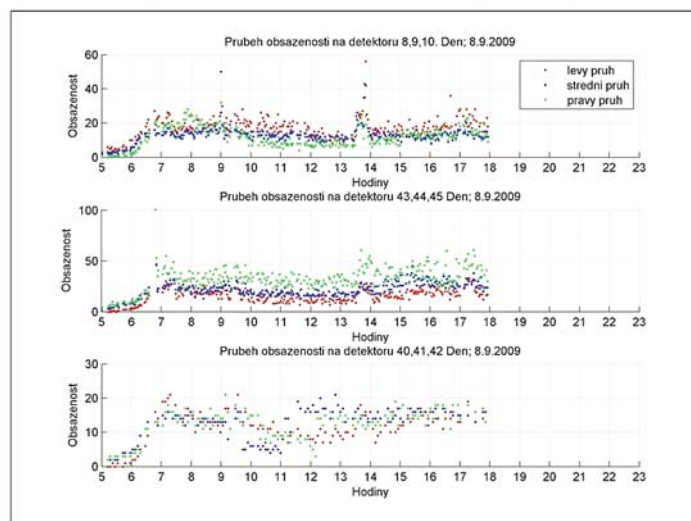 Prubeh obsazenosti na detektoru 8,9,10. Den; 8.9.2009
60
40
20
0
Obsazenost
levy pruh
stredni pruh
pravy pruh
5 6 7 8 9 10 11 12 13 14 15 16 17 18 19 20 21 22 23
Hodiny
Prubeh obsazenosti na detektoru 43,44,45 Den; 8.9.2009
100
50
0
Obsazenost
5 6 7 8 9 10 11 12 13 14 15 16 17 18 19 20 21 22 23
Hodiny
Prubeh obsazenosti na detektoru 40,41,42 Den; 8.9.2009
30
20
10
0
Obsazenost
5 6 7 8 9 10 11 12 13 14 15 16 17 18 19 20 21 22 23
Hodiny